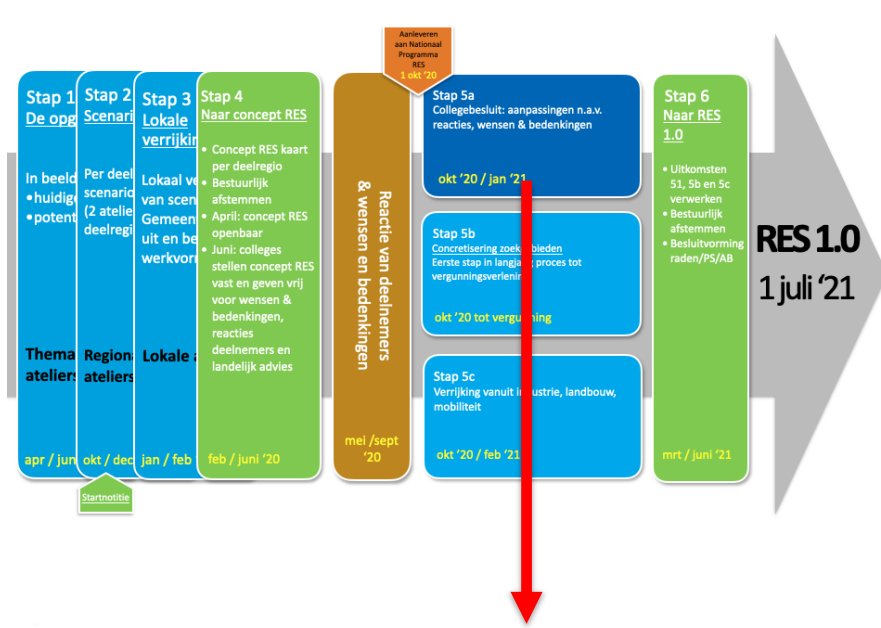 Aanleveren
aan Nationaal
Programma
RES
1 okt '20
Stap 1
De opg
In beeld
•huidig
•potent
Thema
ateliers
apr / jun
Stap 2
Scenari
Per deel
scenario
(2 atelie
deelregi
Region
ateliers
okt / dec
Startnotitie
Stap 3
Lokale
verrijkin
Lokaal ve
van scen
Gemeen
uit en be
werkvor
Lokale a
jan / feb
Stap 4
Naar concept RES
• Concept RES kaart
per deelregio
• Bestuurlijk
afstemmen
• April: concept RES
openbaar
• Juni: colleges
stellen concept RES
vast en geven vrij
voor wensen &
bedenkingen,
reacties
deelnemers en
landelijk advies
feb / juni '20
Reactie van deelnemers
& wensen en bedenkingen
mei /sept
'20
Stap 5a
Collegebesluit: aanpassingen n.a.v.
reacties, wensen & bedenkingen
okt '20 / jan '21
Stap 5b
Concretisering zoekgebieden
Eerste stap in langjarig proces tot
vergunningsverlening
okt '20 tot vergunning
Stap 5c
Verrijking vanuit industrie, landbouw,
mobiliteit
okt '20 / feb '21
Stap 6
Naar RES
1.0
• Uitkomsten
51, 5b en 5c
verwerken
• Bestuurlijk
afstemmen
• Besluitvorming
raden/PS/AB
mrt / juni '21
RES 1.0
1 juli '21